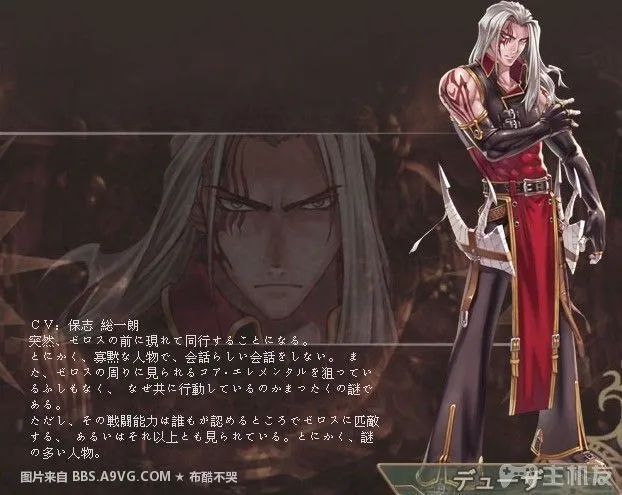 CV: 保志 総一朗
突然、ゼロスの前に現れて同行することになる。
とにかく、寡黙な人物で、会話らしい会話をしない。 ま
た、ゼロスの周りに見られるコア・エレメンタルを狙ってい
るふしもなく、 なぜ共に行動しているのかまったくの謎で
ある。
ただし、その戦闘能力は誰もが認めるところでゼロスに匹敵
する、 あるいはそれ以上とも見られている。とにかく、謎
の多い人物。
图片来自 BBS.A9VG.COM ★ 布酷不哭
デューザ
主机友